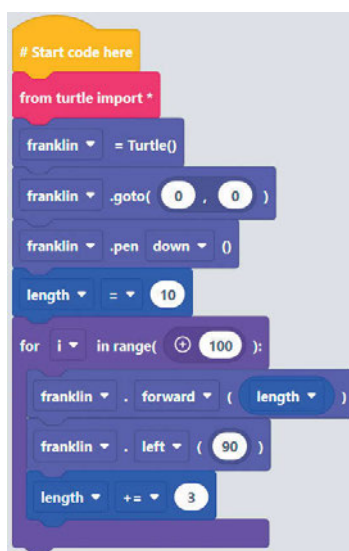 # Start code here
from turtle import *
franklin = Turtle()
franklin .goto( 0 , 0 )
franklin .pen down ()
length = 10
for i in range( 100 ):
franklin . forward ( length )
franklin . left ( 90 )
length += 3